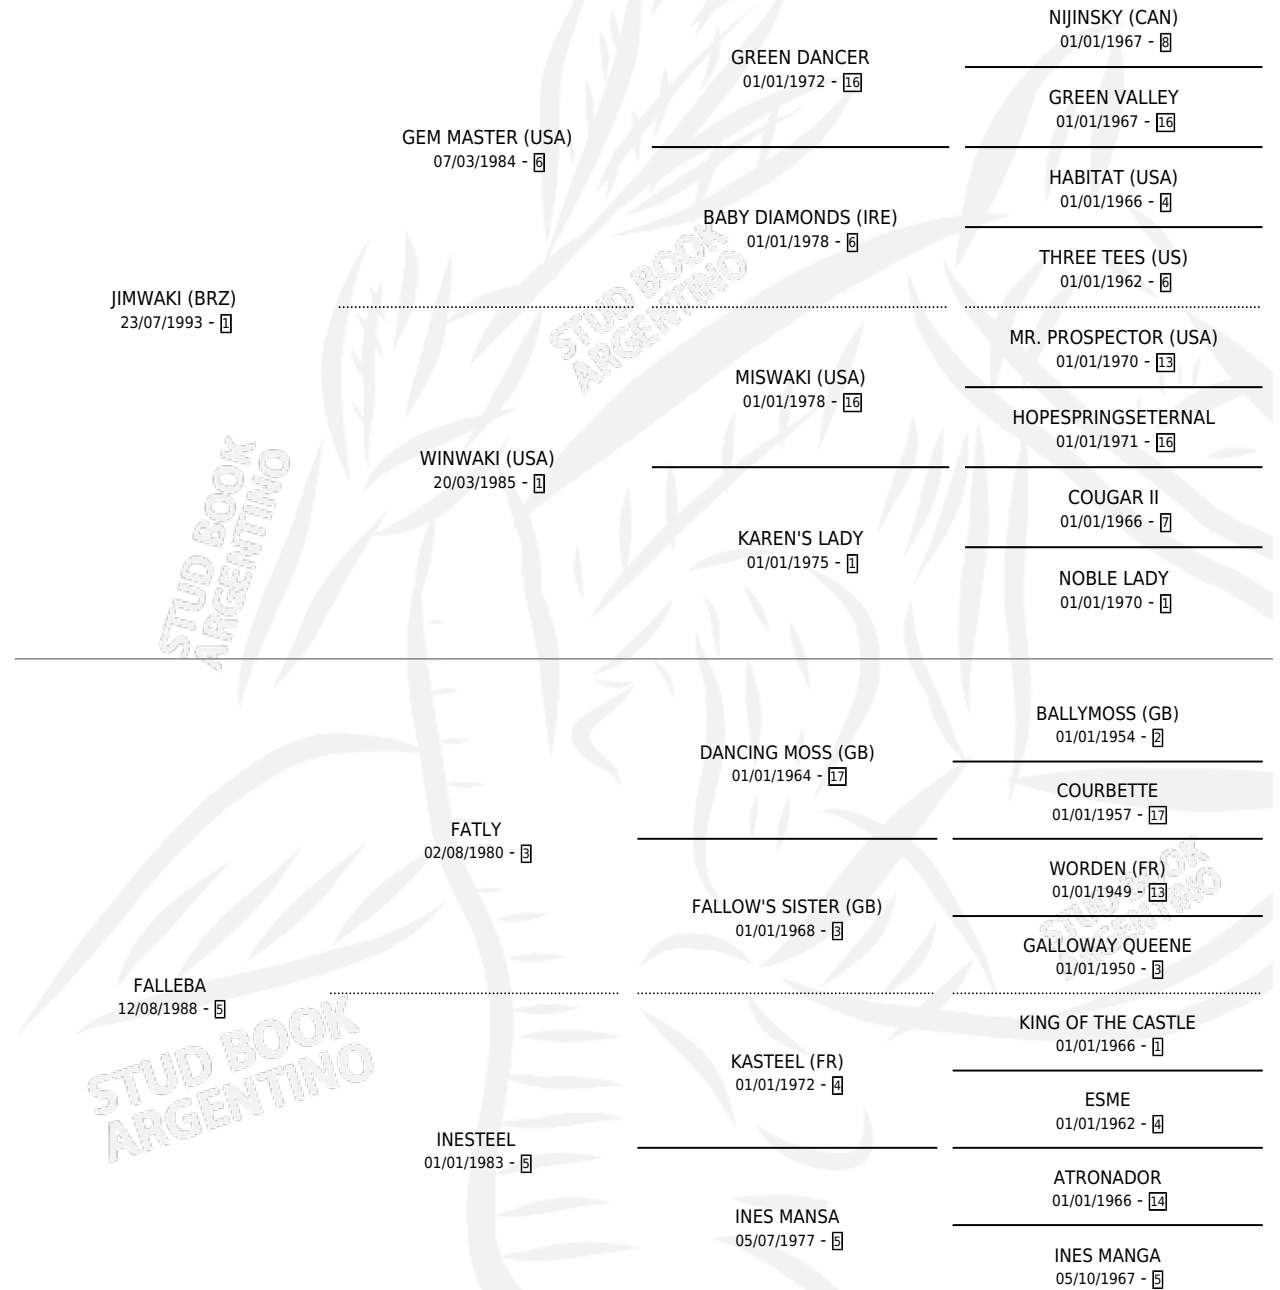 NIJINSKY (CAN)
01/01/1967 - 8
GREEN DANCER
01/01/1972 - 16
GREEN VALLEY
01/01/1967 - 16
GEM MASTER (USA)
07/03/1984 - 6
HABITAT (USA)
01/01/1966 - 4
BABY DIAMONDS (IRE)
01/01/1978 - 6
THREE TEES (US)
01/01/1962 - 6
JIMWAKI (BRZ)
23/07/1993 - 1
MR. PROSPECTOR (USA)
01/01/1970 - 13
MISWAKI (USA)
01/01/1978 - 16
HOPESPRINGSETERNAL
01/01/1971 - 16
WINWAKI (USA)
20/03/1985 - 1
COUGAR II
01/01/1966 - 7
KAREN'S LADY
01/01/1975 - 1
NOBLE LADY
01/01/1970 - 1
BALLYMOSS (GB)
01/01/1954 - 2
DANCING MOSS (GB)
01/01/1964 - 17
COURBETTE
01/01/1957 - 17
FATLY
02/08/1980 - 3
WORDEN (FR)
01/01/1949 - 13
FALLOW'S SISTER (GB)
01/01/1968 - 3
GALLOWAY QUEENE
01/01/1950 - 3
FALLEBA
12/08/1988 - 5
KING OF THE CASTLE
01/01/1966 - 1
KASTEEL (FR)
01/01/1972 - 4
ESME
01/01/1962 - 4
INESTEEL
01/01/1983 - 5
ATRONADOR
01/01/1966 - 14
INES MANSA
05/07/1977 - 5
INES MANGA
05/10/1967 - 5
STUD BOOK
ARGENTINO
STUD BOOK
ARGENTINO
STUD BOOK
ARGENTINO
STUD BOOK
ARGENTINO